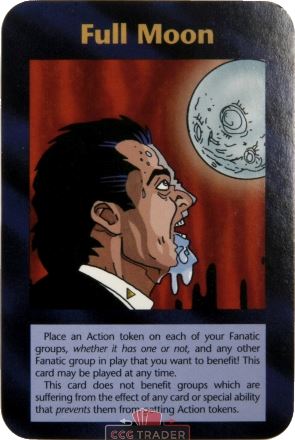 Full Moon
Place an Action token on each of your Fanatic
groups, whether it has one or not, and any other
Fanatic group in play that you want to benefit! This
card may be played at any time.
This card does not benefit groups which are
suffering from the effect of any card or special ability
that prevents them from getting Action tokens.
CCG TRADER